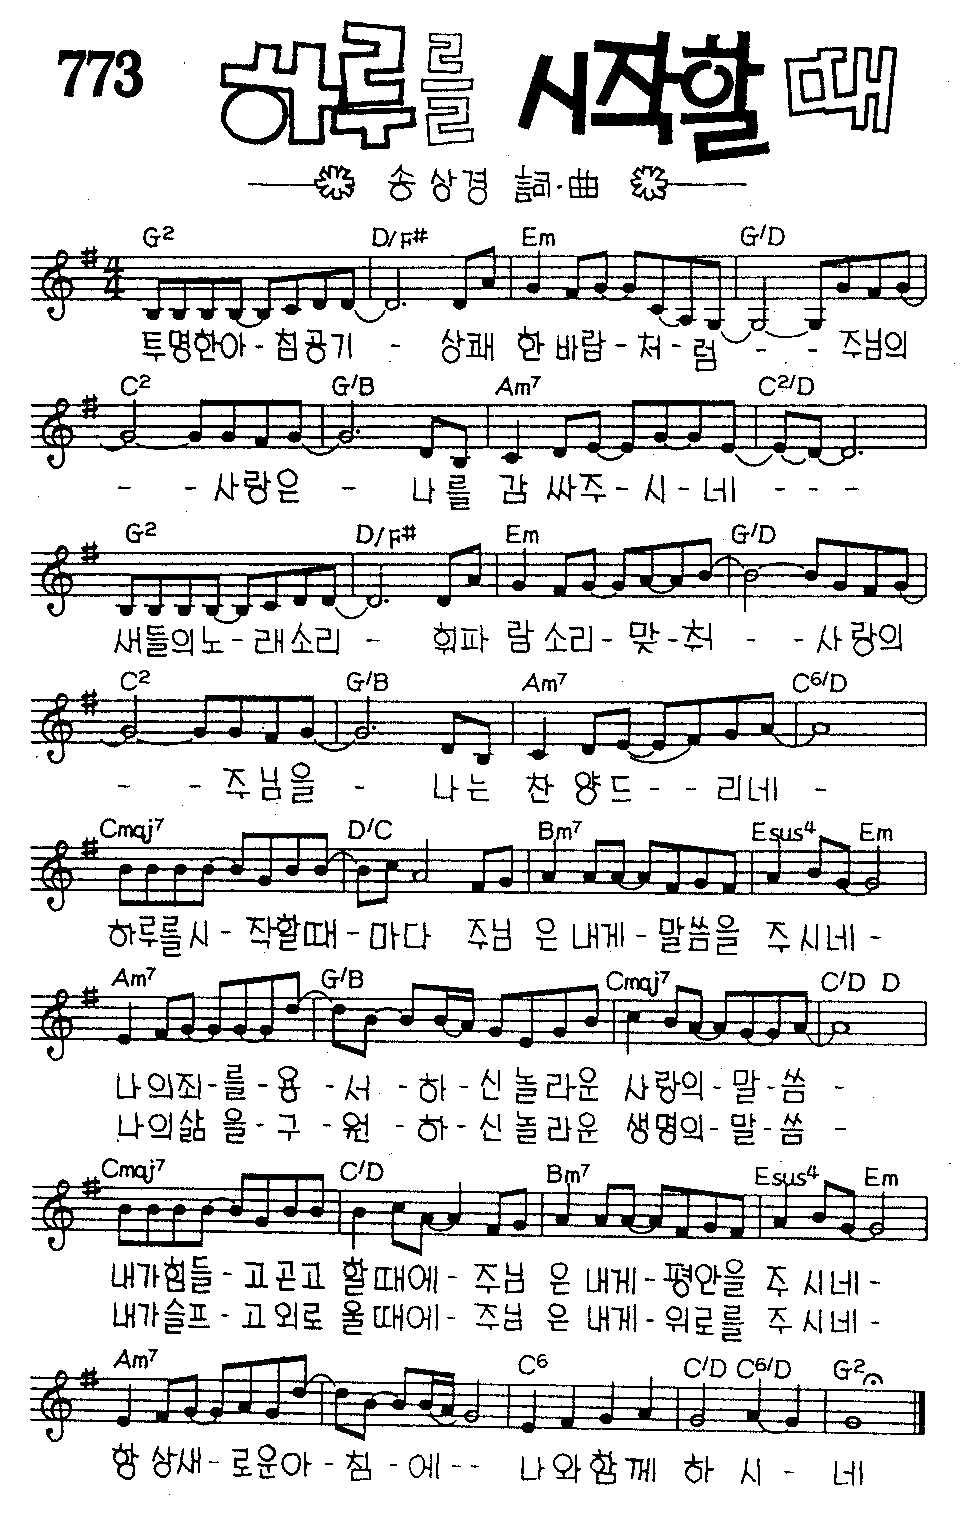 773
하루를 시작할 때
송상경 詞·曲
G2 D/F# Em G/D
투명한아-침공기 - 상쾌 한 바람-처-럼 - - 주님의
C2 G/B Am7 C2/D
- - 사랑은 - 나를 감 싸주-시-네 - - -
G2 D/F# Em G/D
새들의노-래소리 - 휘파 람 소리-맞-춰 - - 사랑의
C2 G/B Am7 C6/D
- - 주님을 - 나는 찬 양드- - 리네 -
Cmaj7 D/C Bm7 Esus4 Em
하루를시-작할때-마다 주님 은 내게-말씀을 주 시네-
Am7 G/B Cmaj7 C/D D
나의죄-를-용 - 서 - 하-신 놀라운 사랑의-말-씀 -
나의삶 을-구 - 원 - 하-신 놀라운 생명의-말-씀 -
Cmaj7 C/D Bm7 Esus4 Em
내가힘들-고곤고 할때에-주님 은 내게-평안을 주 시네-
내가슬프-고외로 울때에-주님 은 내게-위로를 주 시네-
Am7 C6 C/D C6/D G2
항 상새-로운아-침-에-- 나와함께 하 시 - 네